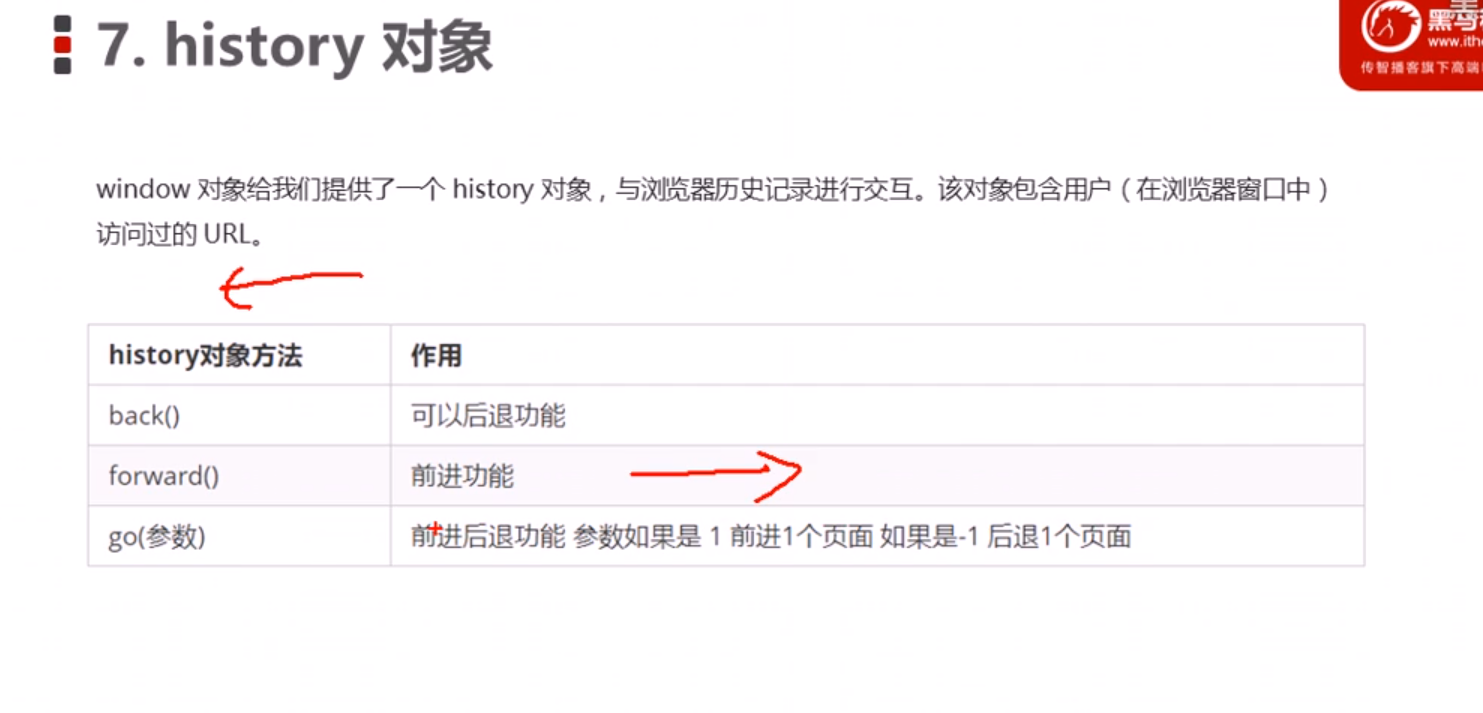 7. history 对象
www.ith
传智播客旗下高端
window 对象给我们提供了一个 history 对象，与浏览器历史记录进行交互。该对象包含用户（在浏览器窗口中）
访问过的 URL。
history对象方法 作用
back() 可以后退功能
forward() 前进功能
go(参数) 前进后退功能 参数如果是 1 前进1个页面 如果是-1 后退1个页面